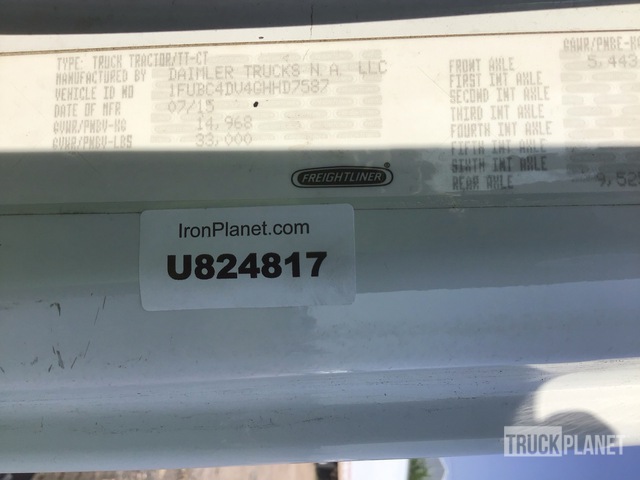 TYPE: TRUCK TRACTOR/TT-CT
MANUFACTURED BY DAIMLER TRUCKS N A. LLC
VEHICLE ID NO 1FUBC4DV4GHHD7587
DATE OF MFR 07/15
GVWR/PNBV-KG 14,968
GVWR/PNBV-LBS 33,000
GAWR/PNBE-KG
FRONT AXLE 5,443
FIRST INT AXLE
SECOND INT AXLE
THIRD INT AXLE
FOURTH INT AXLE
FIFTH INT AXLE
SIXTH INT AXLE
REAR AXLE 9,525
FREIGHTLINER
IronPlanet.com
U824817
TRUCKPLANET